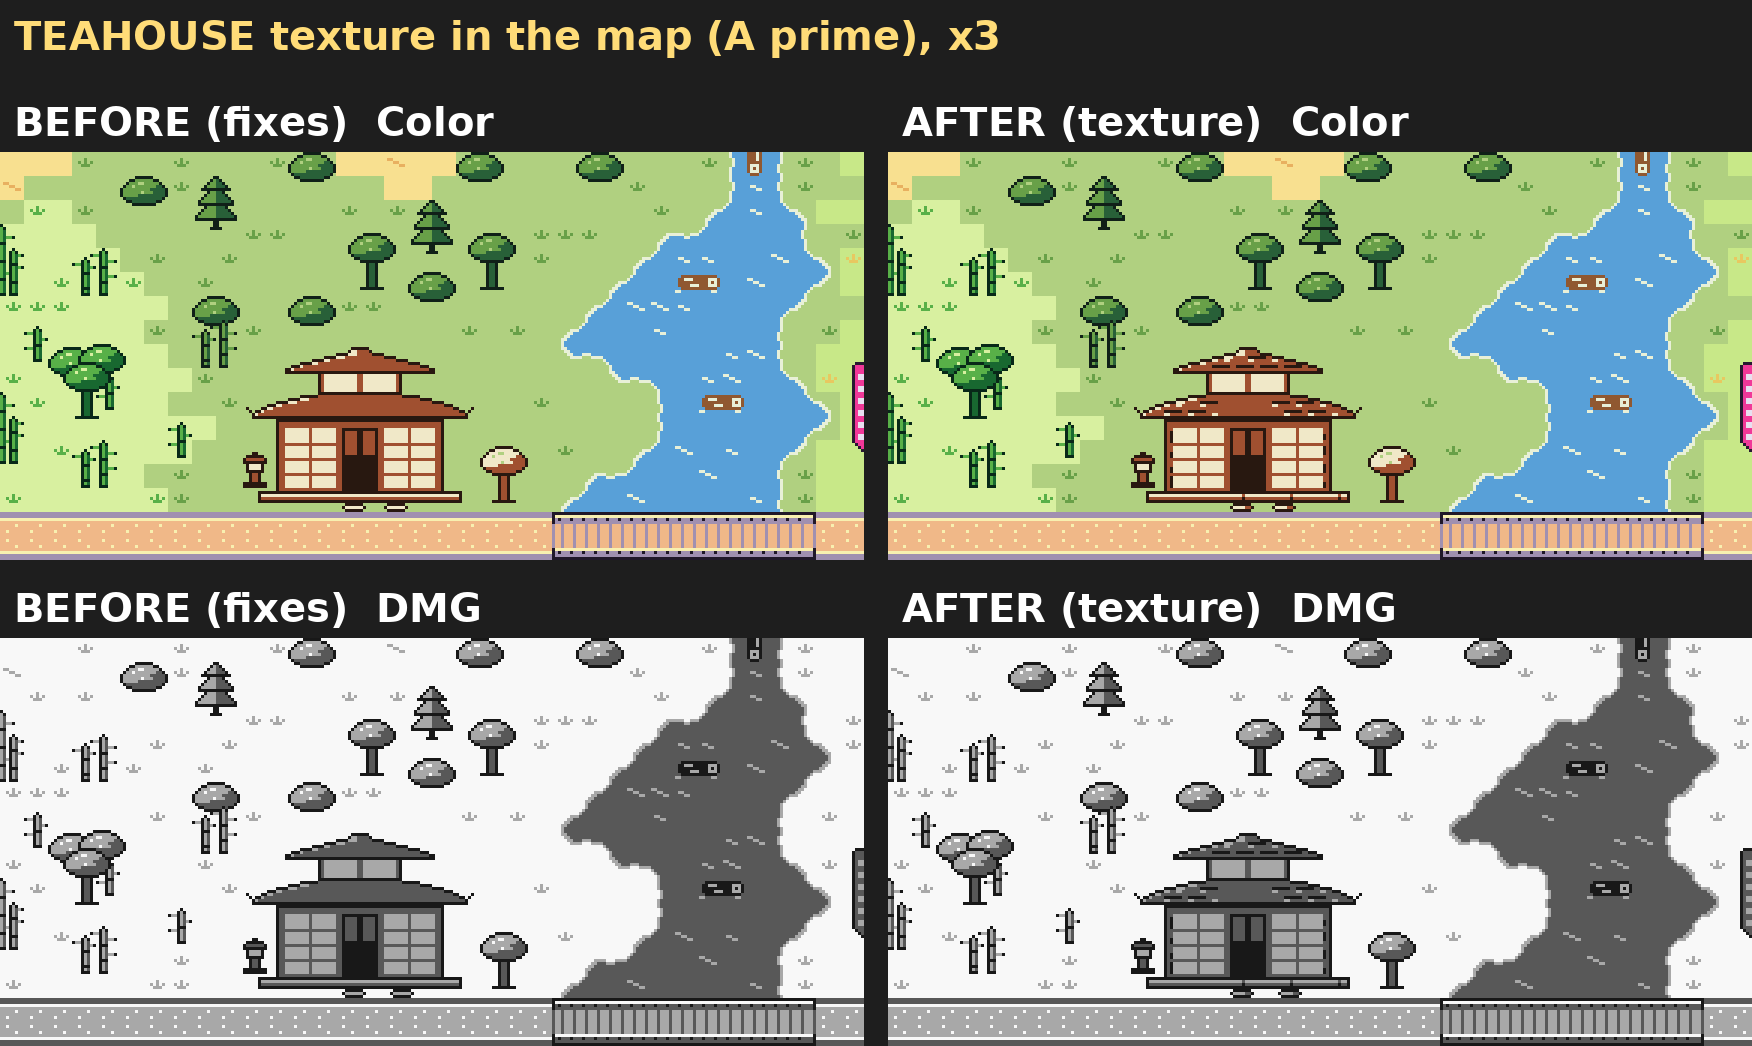 TEAHOUSE texture in the map (A prime), x3
BEFORE (fixes)  Color
AFTER (texture)  Color
BEFORE (fixes)  DMG
AFTER (texture)  DMG